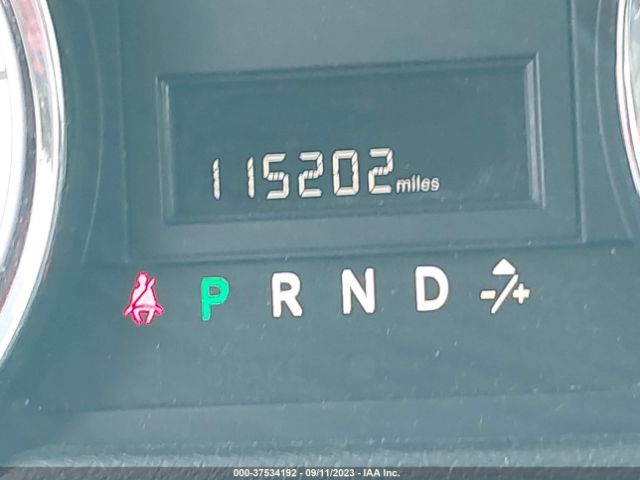 115202 miles
P R N D -/+
000-37534192 - 09/11/2023 - IAA Inc.